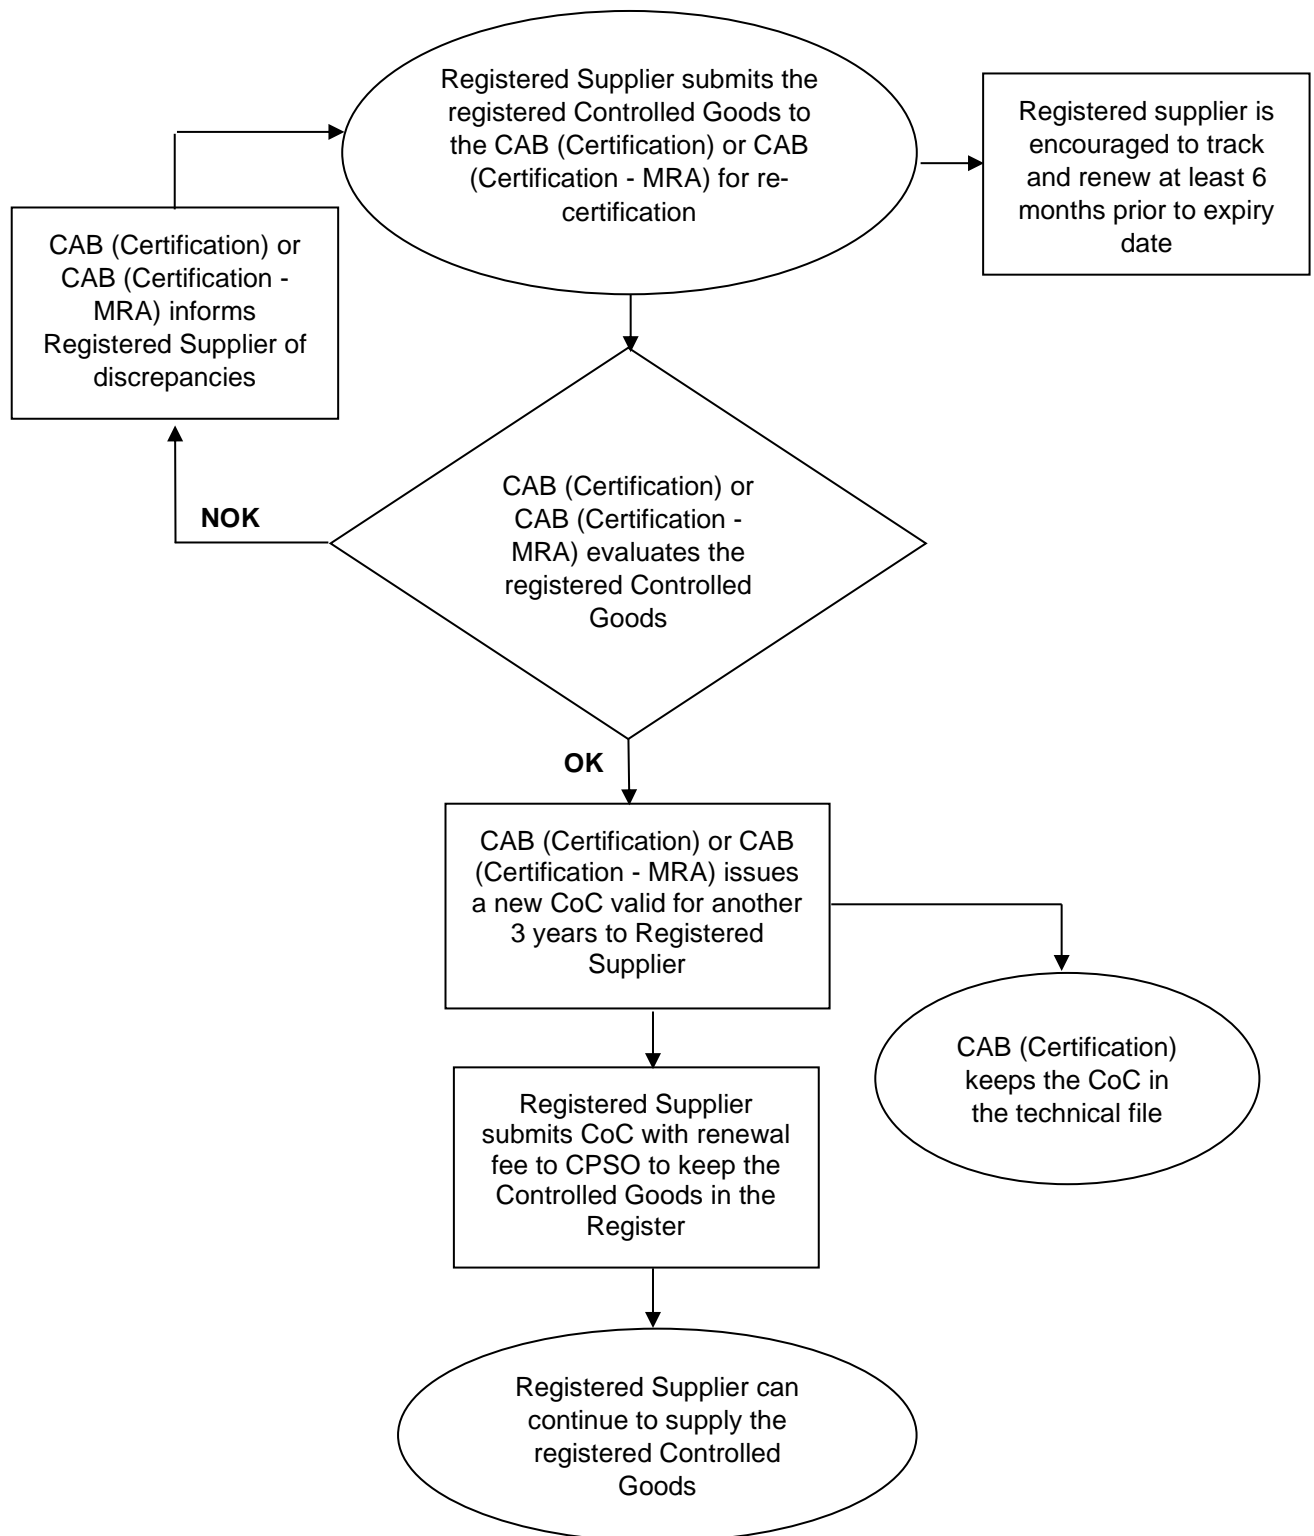 Registered Supplier submits the
registered Controlled Goods to
the CAB (Certification) or CAB
(Certification - MRA) for re-
certification
Registered supplier is
encouraged to track
and renew at least 6
months prior to expiry
date
CAB (Certification) or
CAB (Certification -
MRA) informs
Registered Supplier of
discrepancies
CAB (Certification) or
CAB (Certification -
MRA) evaluates the
registered Controlled
Goods
NOK
OK
CAB (Certification) or CAB
(Certification - MRA) issues
a new CoC valid for another
3 years to Registered
Supplier
CAB (Certification)
keeps the CoC in
the technical file
Registered Supplier
submits CoC with renewal
fee to CPSO to keep the
Controlled Goods in the
Register
Registered Supplier can
continue to supply the
registered Controlled
Goods